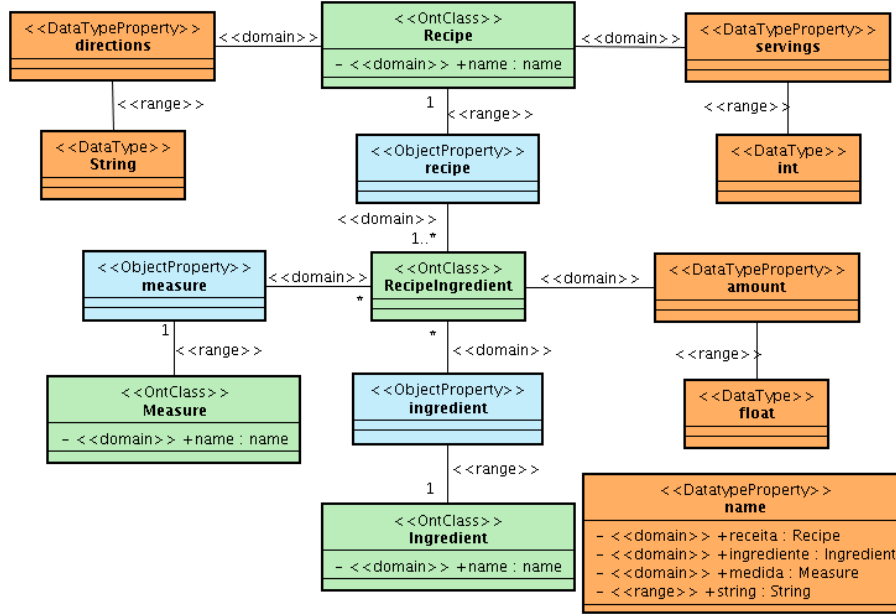 <<DataTypeProperty>>
directions
<<domain>>
<<OntClass>>
Recipe
- <<domain>> +name : name
<<domain>>
<<DataTypeProperty>>
servings
<<range>>
1
<<range>>
<<range>>
<<DataType>>
String
<<ObjectProperty>>
recipe
<<DataType>>
int
<<domain>>
1..*
<<ObjectProperty>>
measure
<<domain>>
*
<<OntClass>>
RecipeIngredient
<<domain>>
<<DataTypeProperty>>
amount
1
<<range>>
*
<<domain>>
<<range>>
<<OntClass>>
Measure
- <<domain>> +name : name
<<ObjectProperty>>
ingredient
<<DataType>>
float
<<range>>
1
<<OntClass>>
Ingredient
- <<domain>> +name : name
<<DatatypeProperty>>
name
- <<domain>> +receita : Recipe
- <<domain>> +ingrediente : Ingredient
- <<domain>> +medida : Measure
- <<range>> +string : String